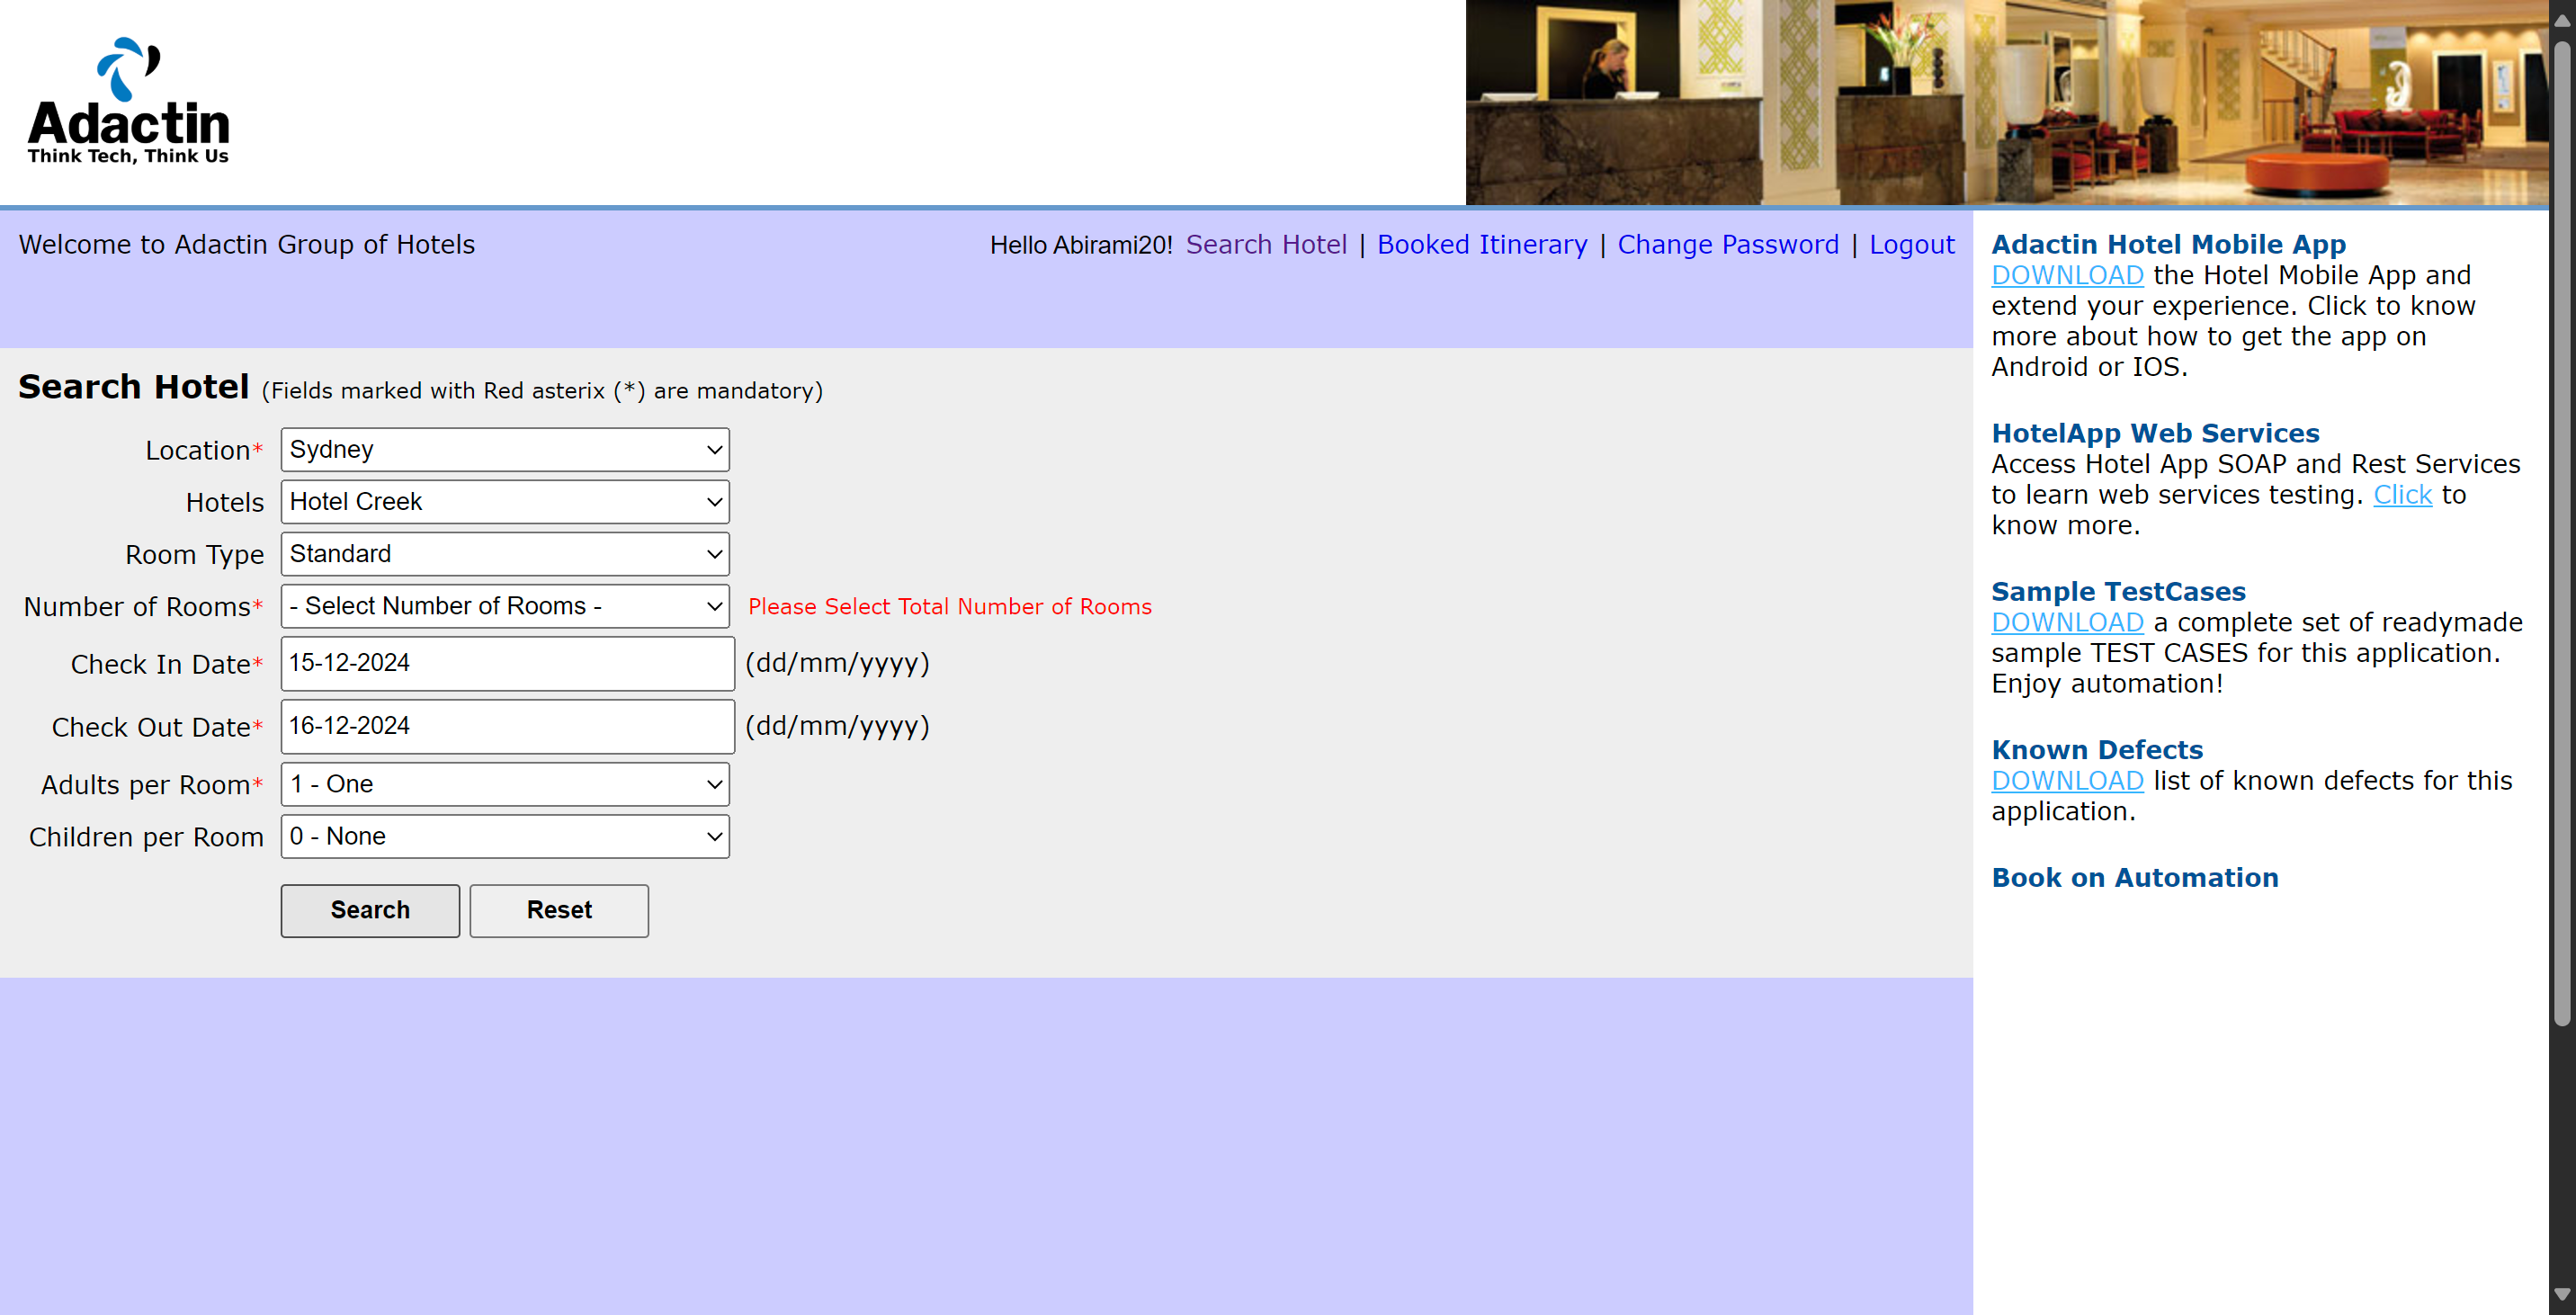 Adactin
Think Tech, Think Us
Welcome to Adactin Group of Hotels
Hello Abirami20! Search Hotel | Booked Itinerary | Change Password | Logout
Search Hotel (Fields marked with Red asterix (*) are mandatory)
Location* Sydney
Hotels Hotel Creek
Room Type Standard
Number of Rooms* - Select Number of Rooms - Please Select Total Number of Rooms
Check In Date* 15-12-2024 (dd/mm/yyyy)
Check Out Date* 16-12-2024 (dd/mm/yyyy)
Adults per Room* 1 - One
Children per Room 0 - None
Search Reset
Adactin Hotel Mobile App
DOWNLOAD the Hotel Mobile App and
extend your experience. Click to know
more about how to get the app on
Android or IOS.
HotelApp Web Services
Access Hotel App SOAP and Rest Services
to learn web services testing. Click to
know more.
Sample TestCases
DOWNLOAD a complete set of readymade
sample TEST CASES for this application.
Enjoy automation!
Known Defects
DOWNLOAD list of known defects for this
application.
Book on Automation